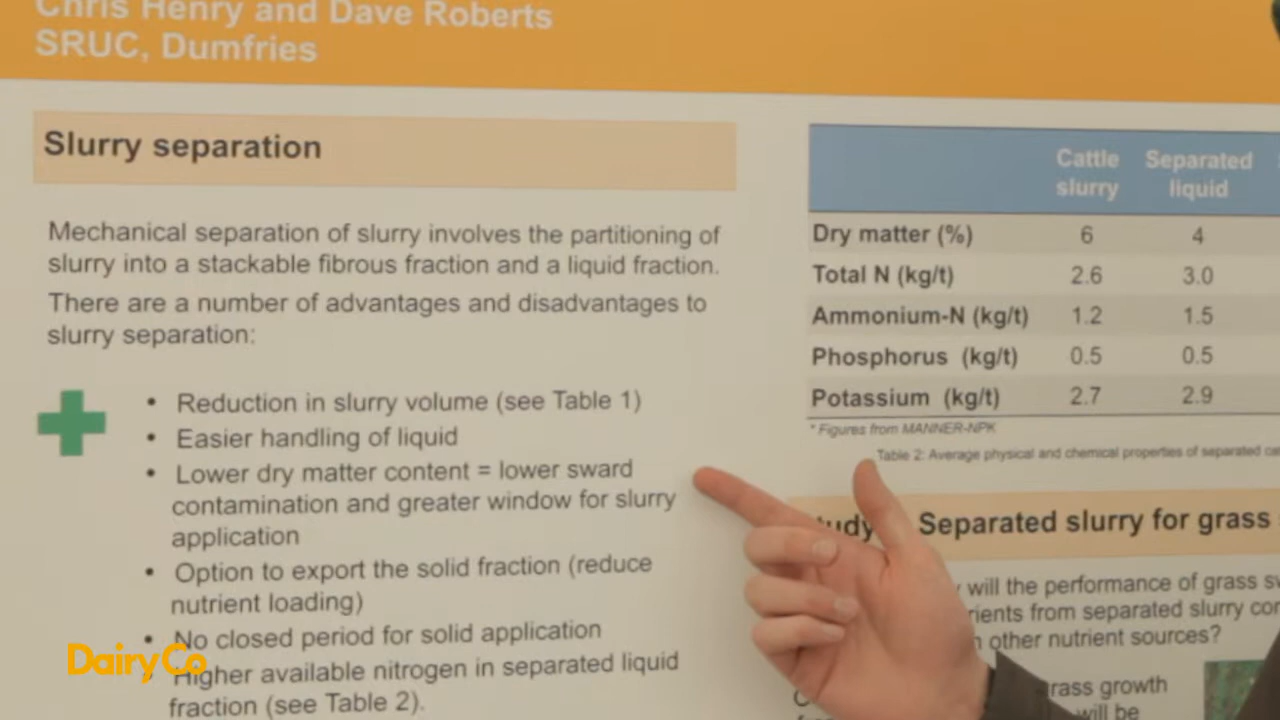 Chris Henry and Dave Roberts
SRUC, Dumfries
Slurry separation
Mechanical separation of slurry involves the partitioning of
slurry into a stackable fibrous fraction and a liquid fraction.
There are a number of advantages and disadvantages to
slurry separation:
• Reduction in slurry volume (see Table 1)
• Easier handling of liquid
• Lower dry matter content = lower sward
contamination and greater window for slurry
application
• Option to export the solid fraction (reduce
nutrient loading)
• No closed period for solid application
Higher available nitrogen in separated liquid
fraction (see Table 2).
DairyCo
Cattle slurry Separated liquid
Dry matter (%) 6 4
Total N (kg/t) 2.6 3.0
Ammonium-N (kg/t) 1.2 1.5
Phosphorus (kg/t) 0.5 0.5
Potassium (kg/t) 2.7 2.9
* Figures from MANNER-NPK
Table 2: Average physical and chemical properties of separated
Separated slurry for grass
will the performance of grass
from separated slurry
other nutrient sources?
growth
will be